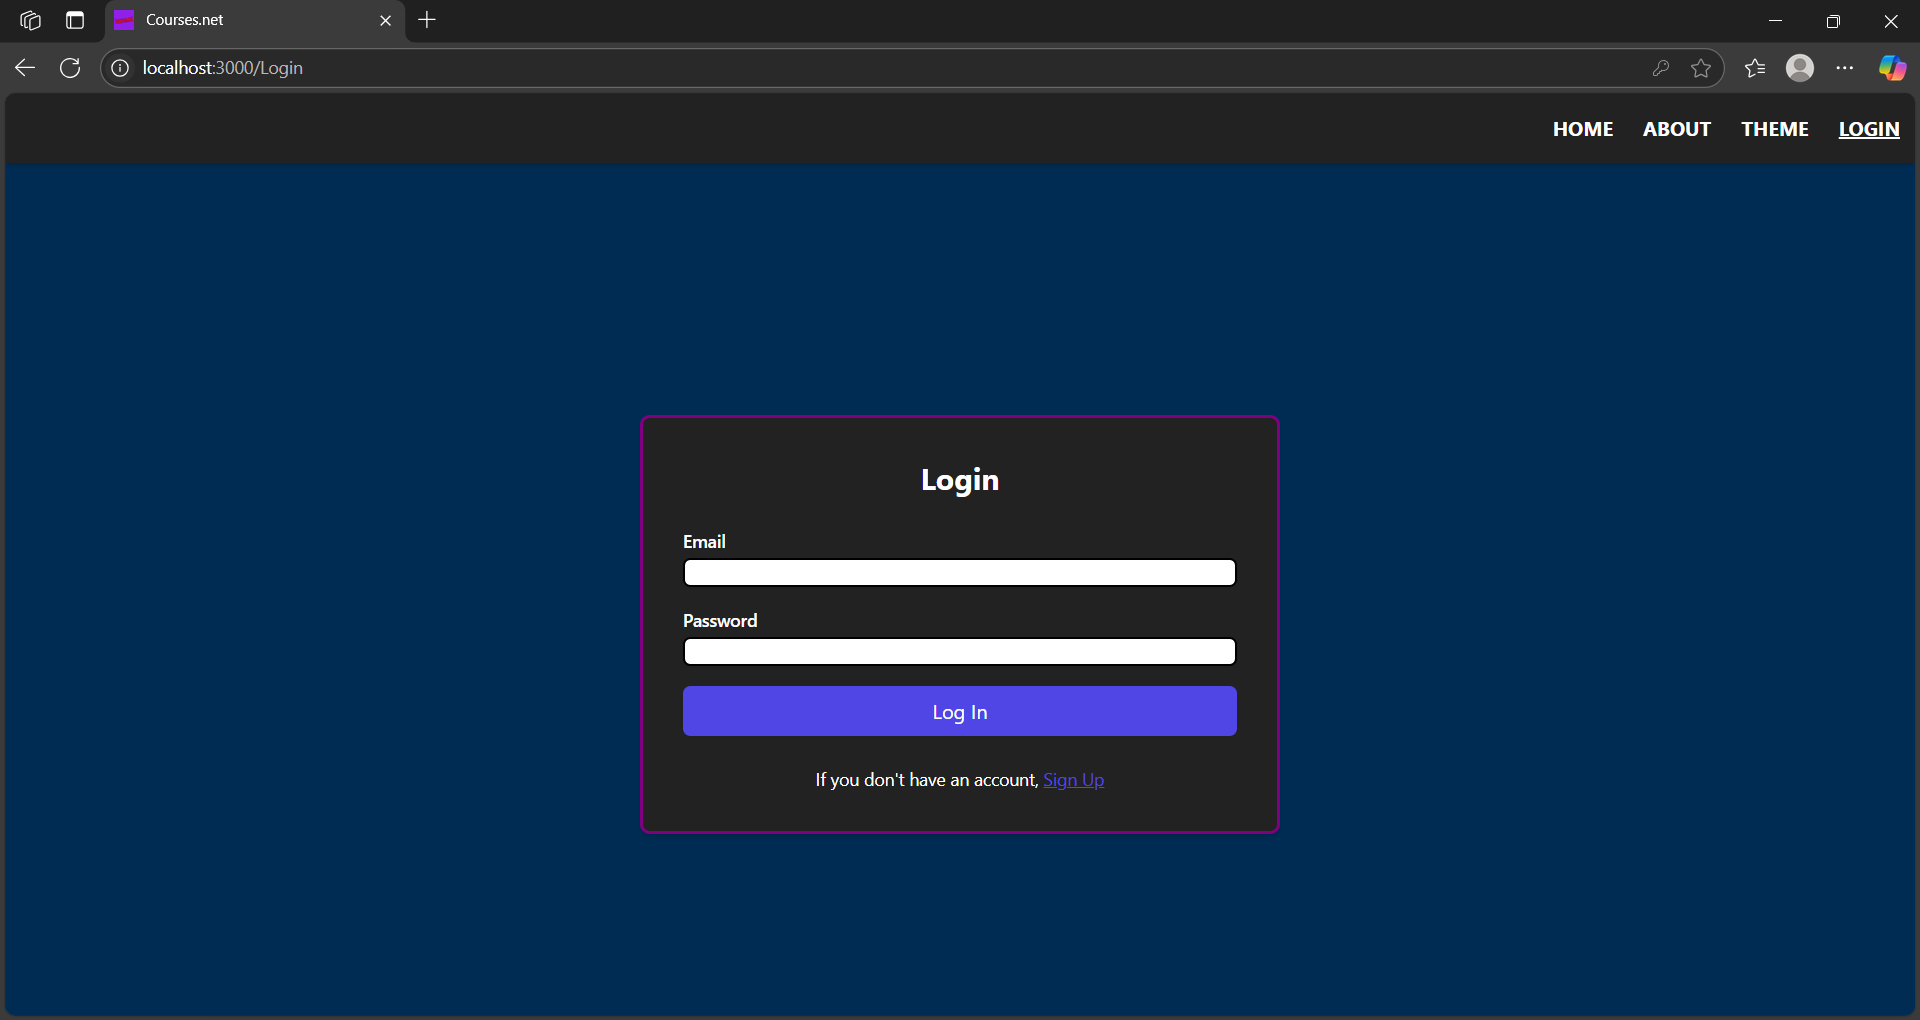 Courses.net
localhost:3000/Login
HOME ABOUT THEME LOGIN
Login
Email
Password
Log In
If you don't have an account, Sign Up